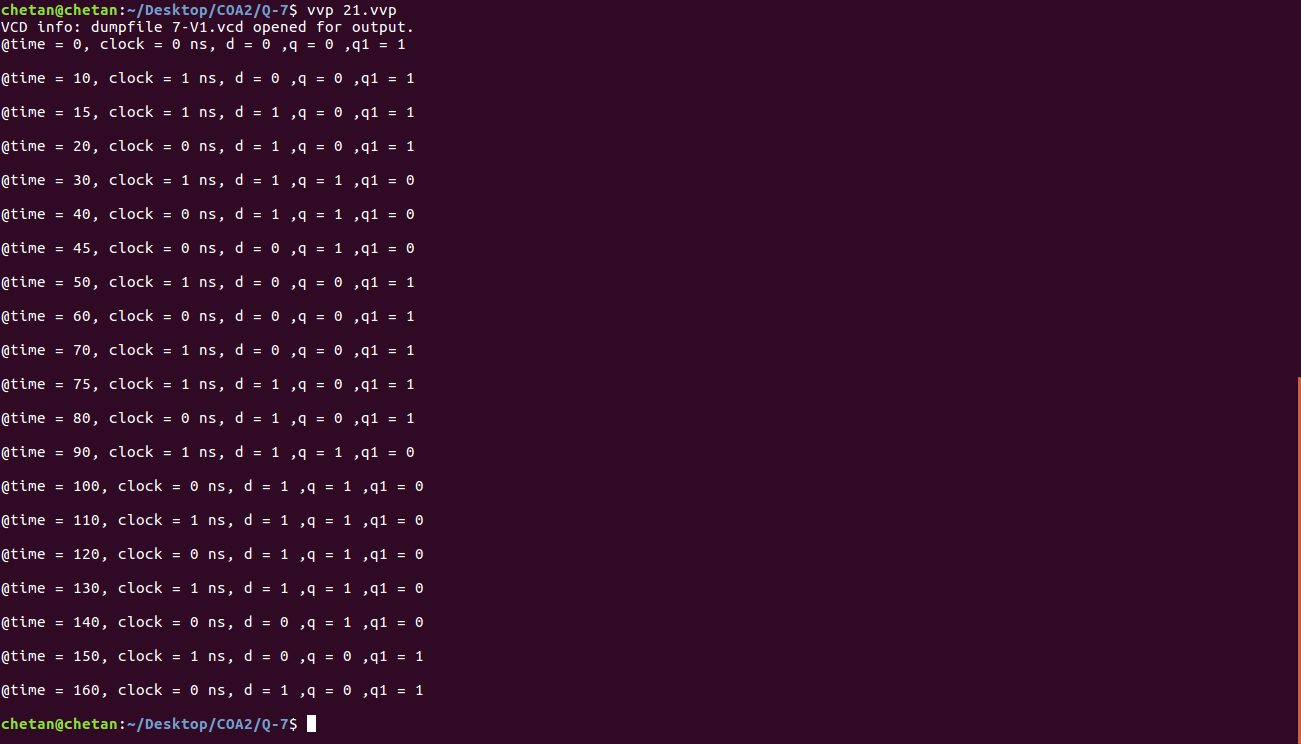 chetan@chetan:~/Desktop/COA2/Q-7$ vvp 21.vvp
VCD info: dumpfile 7-V1.vcd opened for output.
@time = 0, clock = 0 ns, d = 0 ,q = 0 ,q1 = 1
@time = 10, clock = 1 ns, d = 0 ,q = 0 ,q1 = 1
@time = 15, clock = 1 ns, d = 1 ,q = 0 ,q1 = 1
@time = 20, clock = 0 ns, d = 1 ,q = 0 ,q1 = 1
@time = 30, clock = 1 ns, d = 1 ,q = 1 ,q1 = 0
@time = 40, clock = 0 ns, d = 1 ,q = 1 ,q1 = 0
@time = 45, clock = 0 ns, d = 0 ,q = 1 ,q1 = 0
@time = 50, clock = 1 ns, d = 0 ,q = 0 ,q1 = 1
@time = 60, clock = 0 ns, d = 0 ,q = 0 ,q1 = 1
@time = 70, clock = 1 ns, d = 0 ,q = 0 ,q1 = 1
@time = 75, clock = 1 ns, d = 1 ,q = 0 ,q1 = 1
@time = 80, clock = 0 ns, d = 1 ,q = 0 ,q1 = 1
@time = 90, clock = 1 ns, d = 1 ,q = 1 ,q1 = 0
@time = 100, clock = 0 ns, d = 1 ,q = 1 ,q1 = 0
@time = 110, clock = 1 ns, d = 1 ,q = 1 ,q1 = 0
@time = 120, clock = 0 ns, d = 1 ,q = 1 ,q1 = 0
@time = 130, clock = 1 ns, d = 1 ,q = 1 ,q1 = 0
@time = 140, clock = 0 ns, d = 0 ,q = 1 ,q1 = 0
@time = 150, clock = 1 ns, d = 0 ,q = 0 ,q1 = 1
@time = 160, clock = 0 ns, d = 1 ,q = 0 ,q1 = 1
chetan@chetan:~/Desktop/COA2/Q-7$